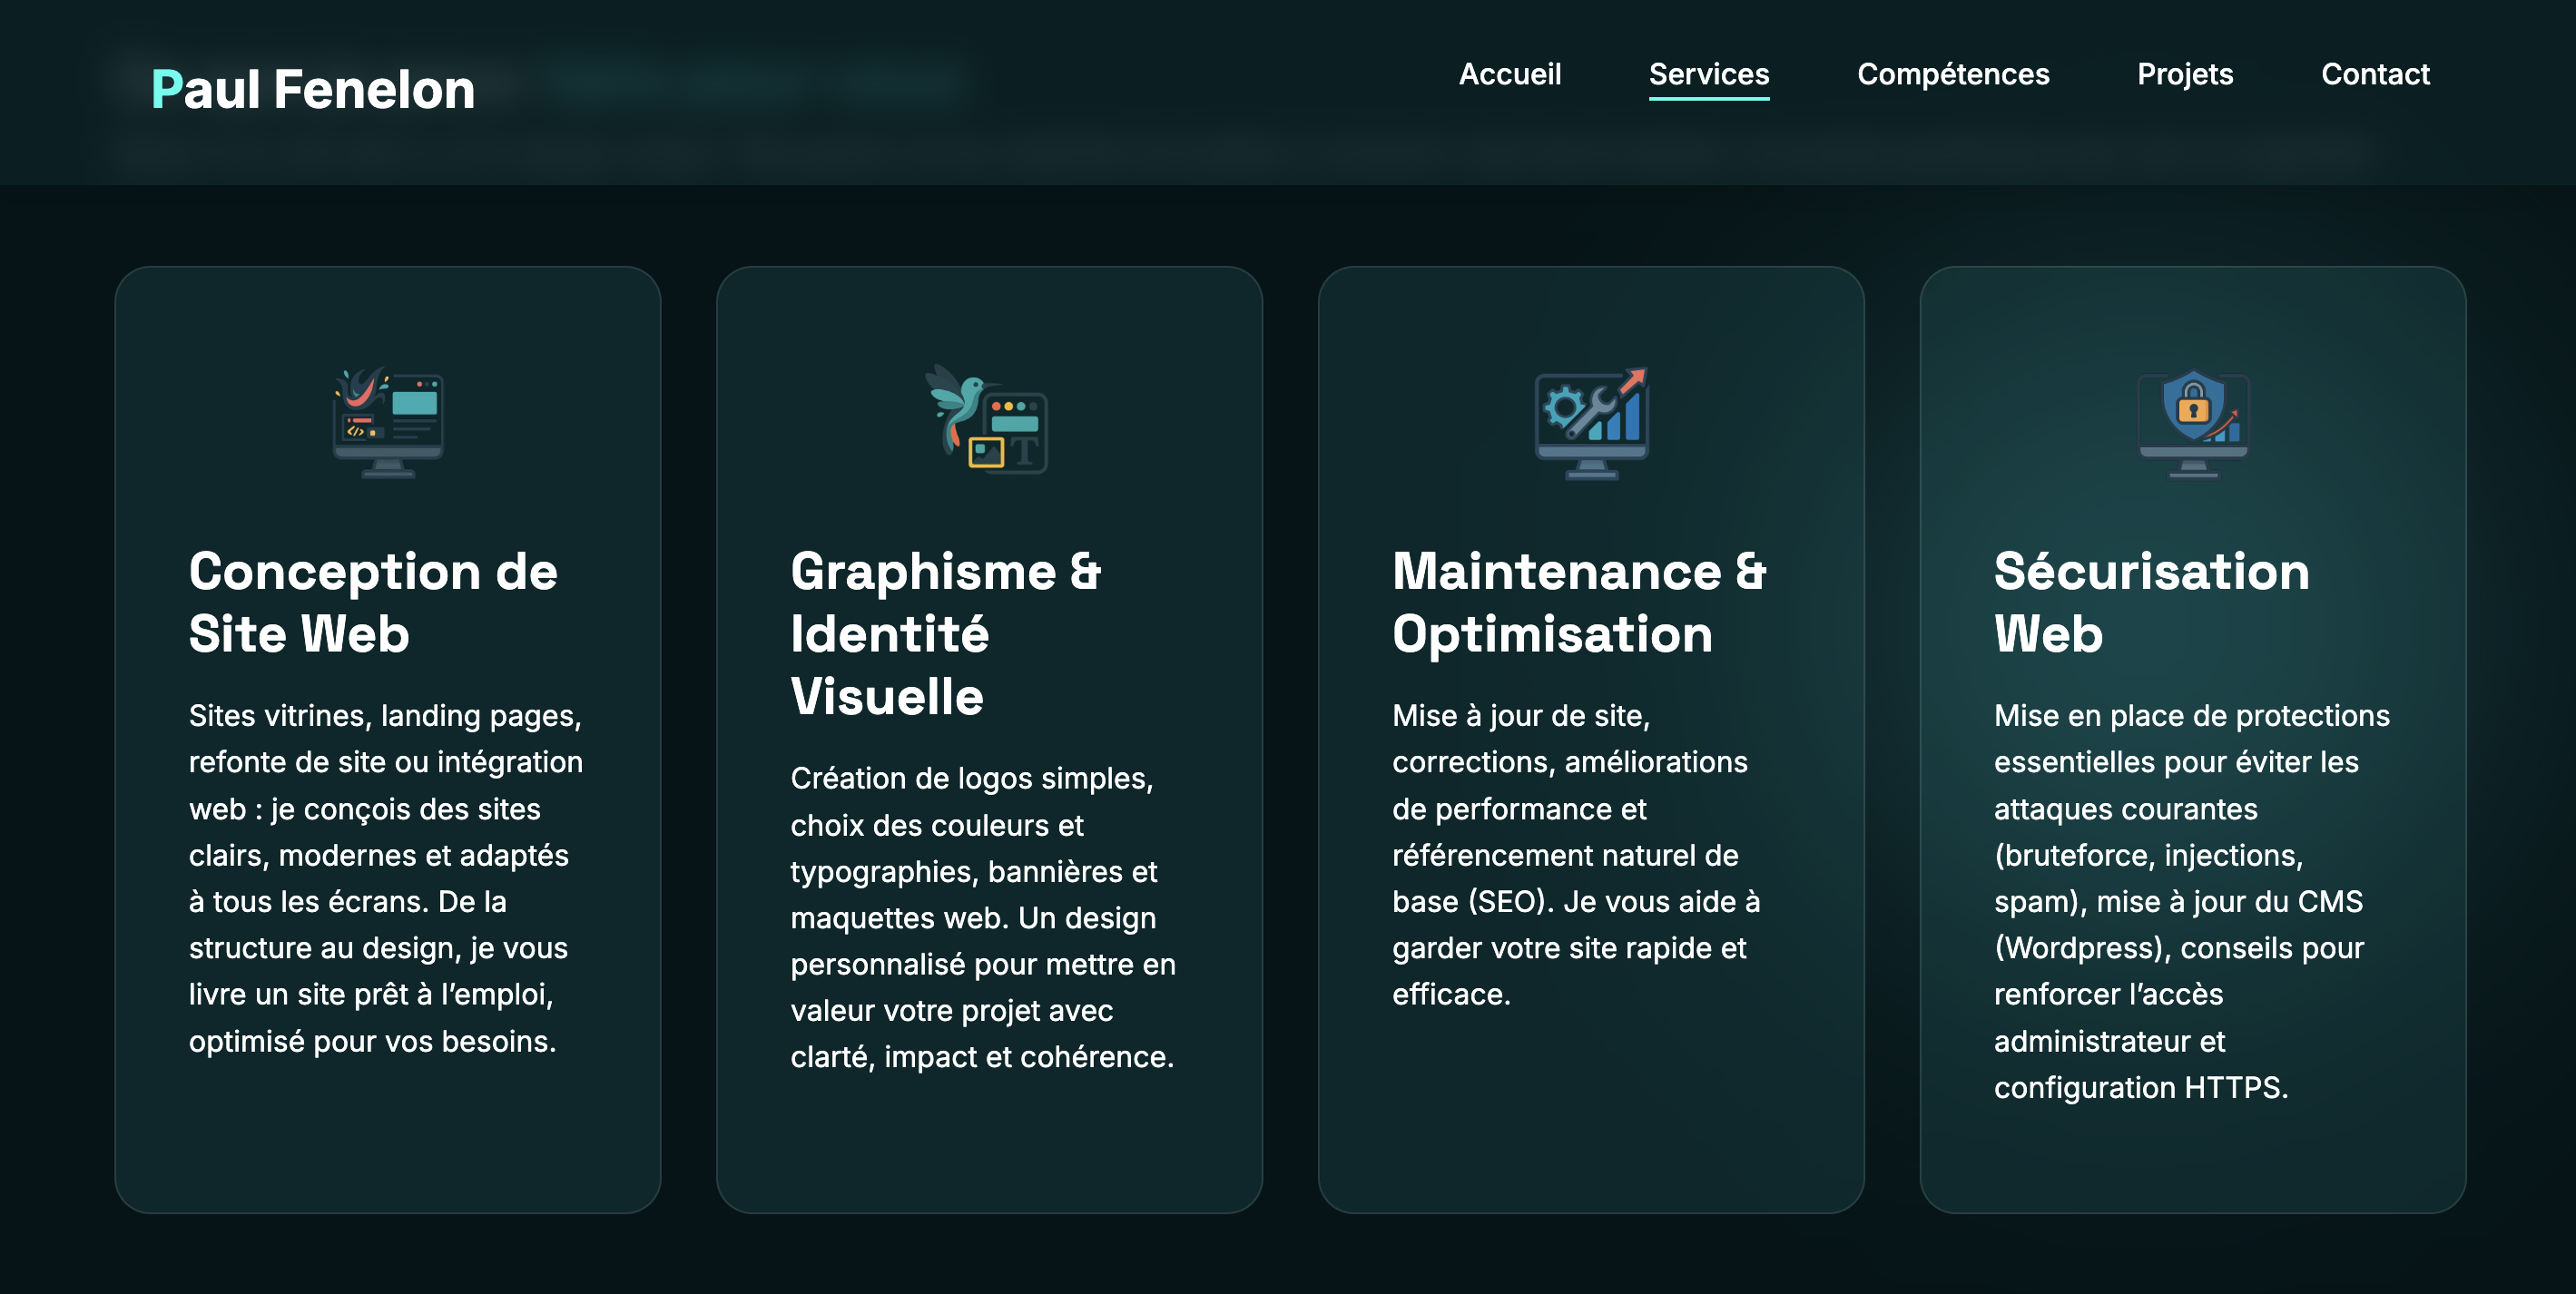 Paul Fenelon
Accueil
Services
Compétences
Projets
Contact
Conception de
Site Web
Sites vitrines, landing pages,
refonte de site ou intégration
web : je conçois des sites
clairs, modernes et adaptés
à tous les écrans. De la
structure au design, je vous
livre un site prêt à l’emploi,
optimisé pour vos besoins.
Graphisme &
Identité
Visuelle
Création de logos simples,
choix des couleurs et
typographies, bannières et
maquettes web. Un design
personnalisé pour mettre en
valeur votre projet avec
clarté, impact et cohérence.
Maintenance &
Optimisation
Mise à jour de site,
corrections, améliorations
de performance et
référencement naturel de
base (SEO). Je vous aide à
garder votre site rapide et
efficace.
Sécurisation
Web
Mise en place de protections
essentielles pour éviter les
attaques courantes
(bruteforce, injections,
spam), mise à jour du CMS
(Wordpress), conseils pour
renforcer l’accès
administrateur et
configuration HTTPS.